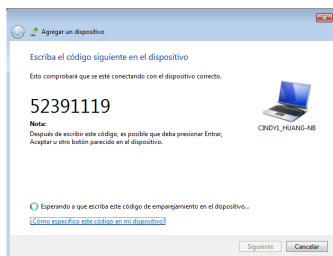 Agregar un dispositivo
Escriba el código siguiente en el dispositivo
Esto comprobará que se esté conectando con el dispositivo correcto.
52391119
Nota:
Después de escribir este código, es posible que deba presionar Entrar,
Aceptar u otro botón parecido en el dispositivo.
CINDY1_HUANG-NB
Esperando a que escriba este código de emparejamiento en el dispositivo...
¿Cómo especifico este código en mi dispositivo?
Siguiente
Cancelar